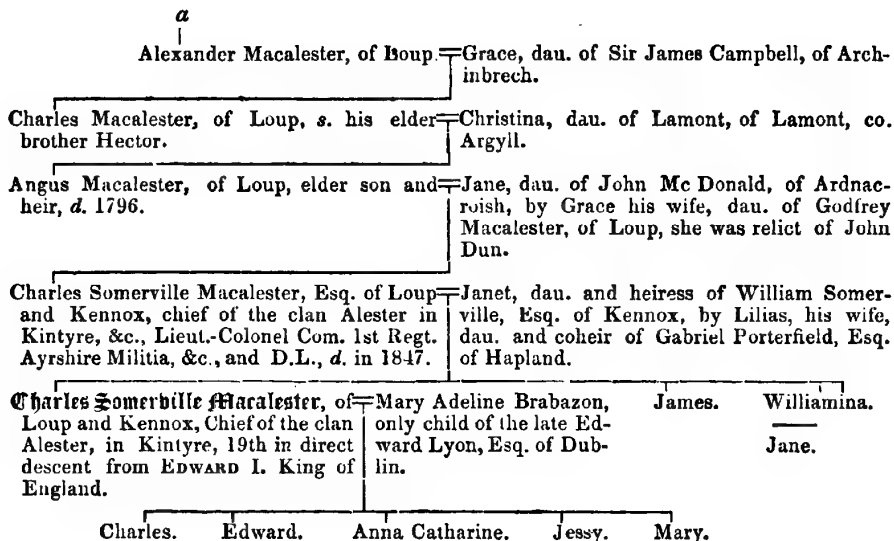 a
Alexander Macalester, of Loup.
Grace, dau. of Sir James Campbell, of Arch-
inbrech.
Charles Macalester, of Loup, s. his elder
brother Hector.
Christina, dau. of Lamont, of Lamont, co.
Argyll.
Angus Macalester, of Loup, elder son and
heir, d. 1796.
Jane, dau. of John Mc Donald, of Ardnac-
roish, by Grace his wife, dau. of Godfrey
Macalester, of Loup, she was relict of John
Dun.
Charles Somerville Macalester, Esq. of Loup
and Kennox, chief of the clan Alester in
Kintyre, &c., Lieut.-Colonel Com. 1st Regt.
Ayrshire Militia, &c., and D.L., d. in 1847.
Janet, dau. and heiress of William Somer-
ville, Esq. of Kennox, by Lilias, his wife,
dau. and coheir of Gabriel Porterfield, Esq.
of Hapland.
Charles Somerville Macalester, of
Loup and Kennox, Chief of the clan
Alester, in Kintyre, 19th in direct
descent from EDWARD I. King of
England.
Mary Adeline Brabazon,
only child of the late Ed-
ward Lyon, Esq. of Dub-
lin.
James.
Williamina.
Jane.
Charles. Edward. Anna Catharine. Jessy. Mary.